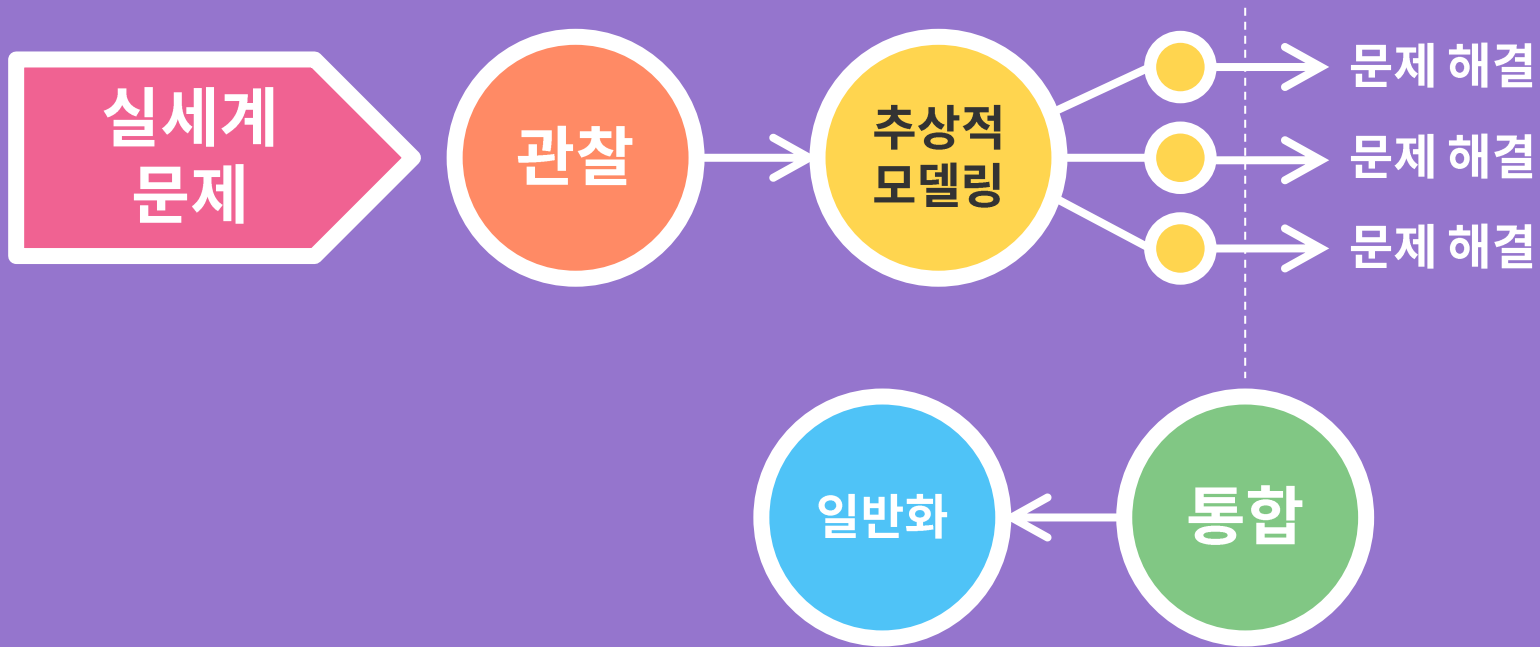 실세계
문제
관찰
추상적
모델링
문제 해결
문제 해결
문제 해결
일반화
통합